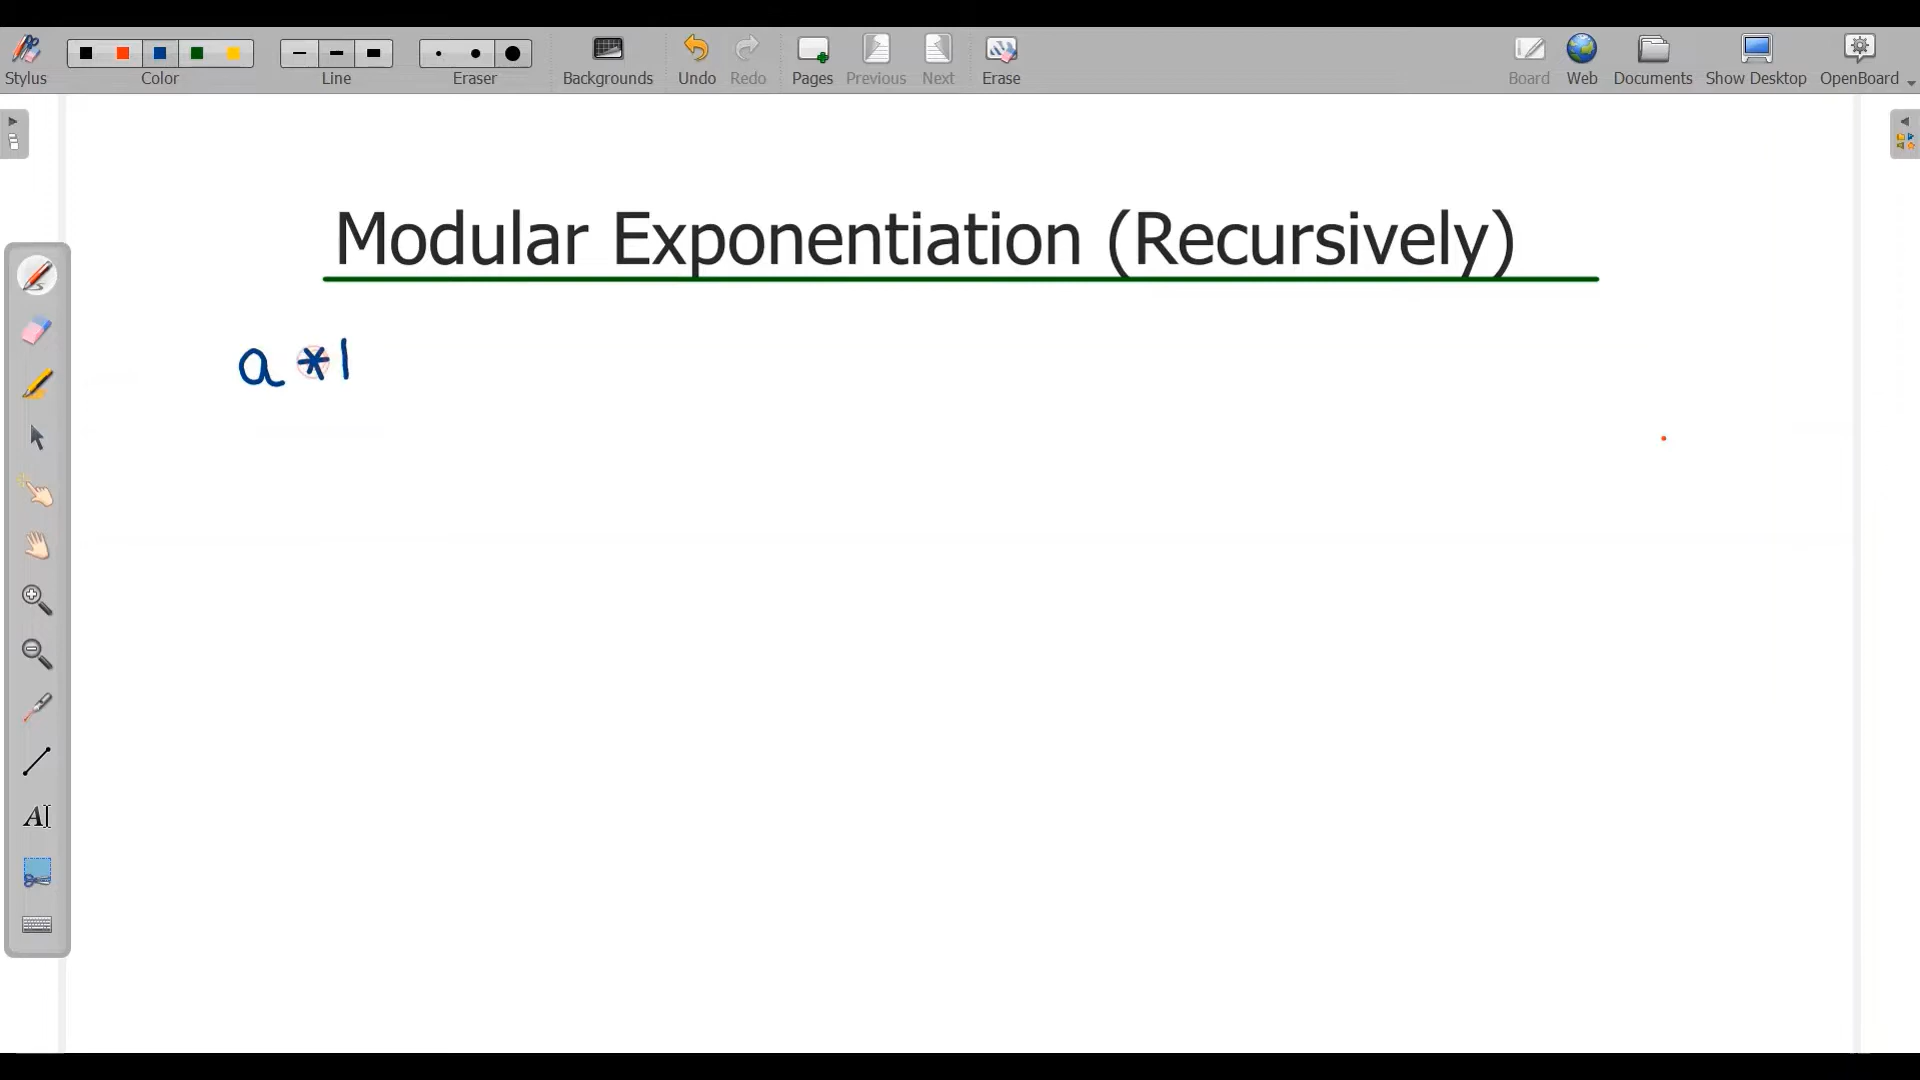 Stylus Color Line Eraser Backgrounds Undo Redo Pages Previous Next Erase Board Web Documents Show Desktop OpenBoard
Modular Exponentiation (Recursively)
a * l